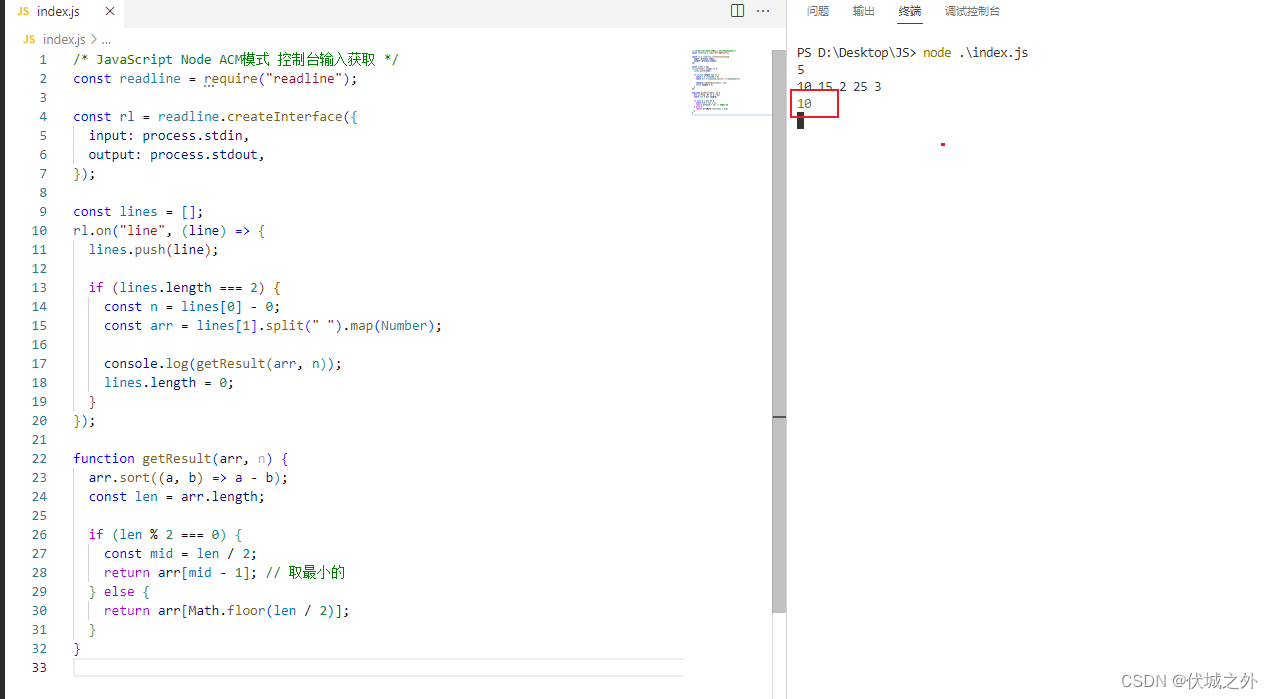 JS index.js ×
JS index.js > ...
1 /* JavaScript Node ACM模式 控制台输入获取 */
2 const readline = require("readline");
3
4 const rl = readline.createInterface({
5 input: process.stdin,
6 output: process.stdout,
7 });
8
9 const lines = [];
10 rl.on("line", (line) => {
11 lines.push(line);
12
13 if (lines.length === 2) {
14 const n = lines[0] - 0;
15 const arr = lines[1].split(" ").map(Number);
16
17 console.log(getResult(arr, n));
18 lines.length = 0;
19 }
20 });
21
22 function getResult(arr, n) {
23 arr.sort((a, b) => a - b);
24 const len = arr.length;
25
26 if (len % 2 === 0) {
27 const mid = len / 2;
28 return arr[mid - 1]; // 取最小的
29 } else {
30 return arr[Math.floor(len / 2)];
31 }
32 }
33
问题 输出 终端 调试控制台
PS D:\Desktop\JS> node .\index.js
5
10 15 2 25 3
10
CSDN @伏城之外